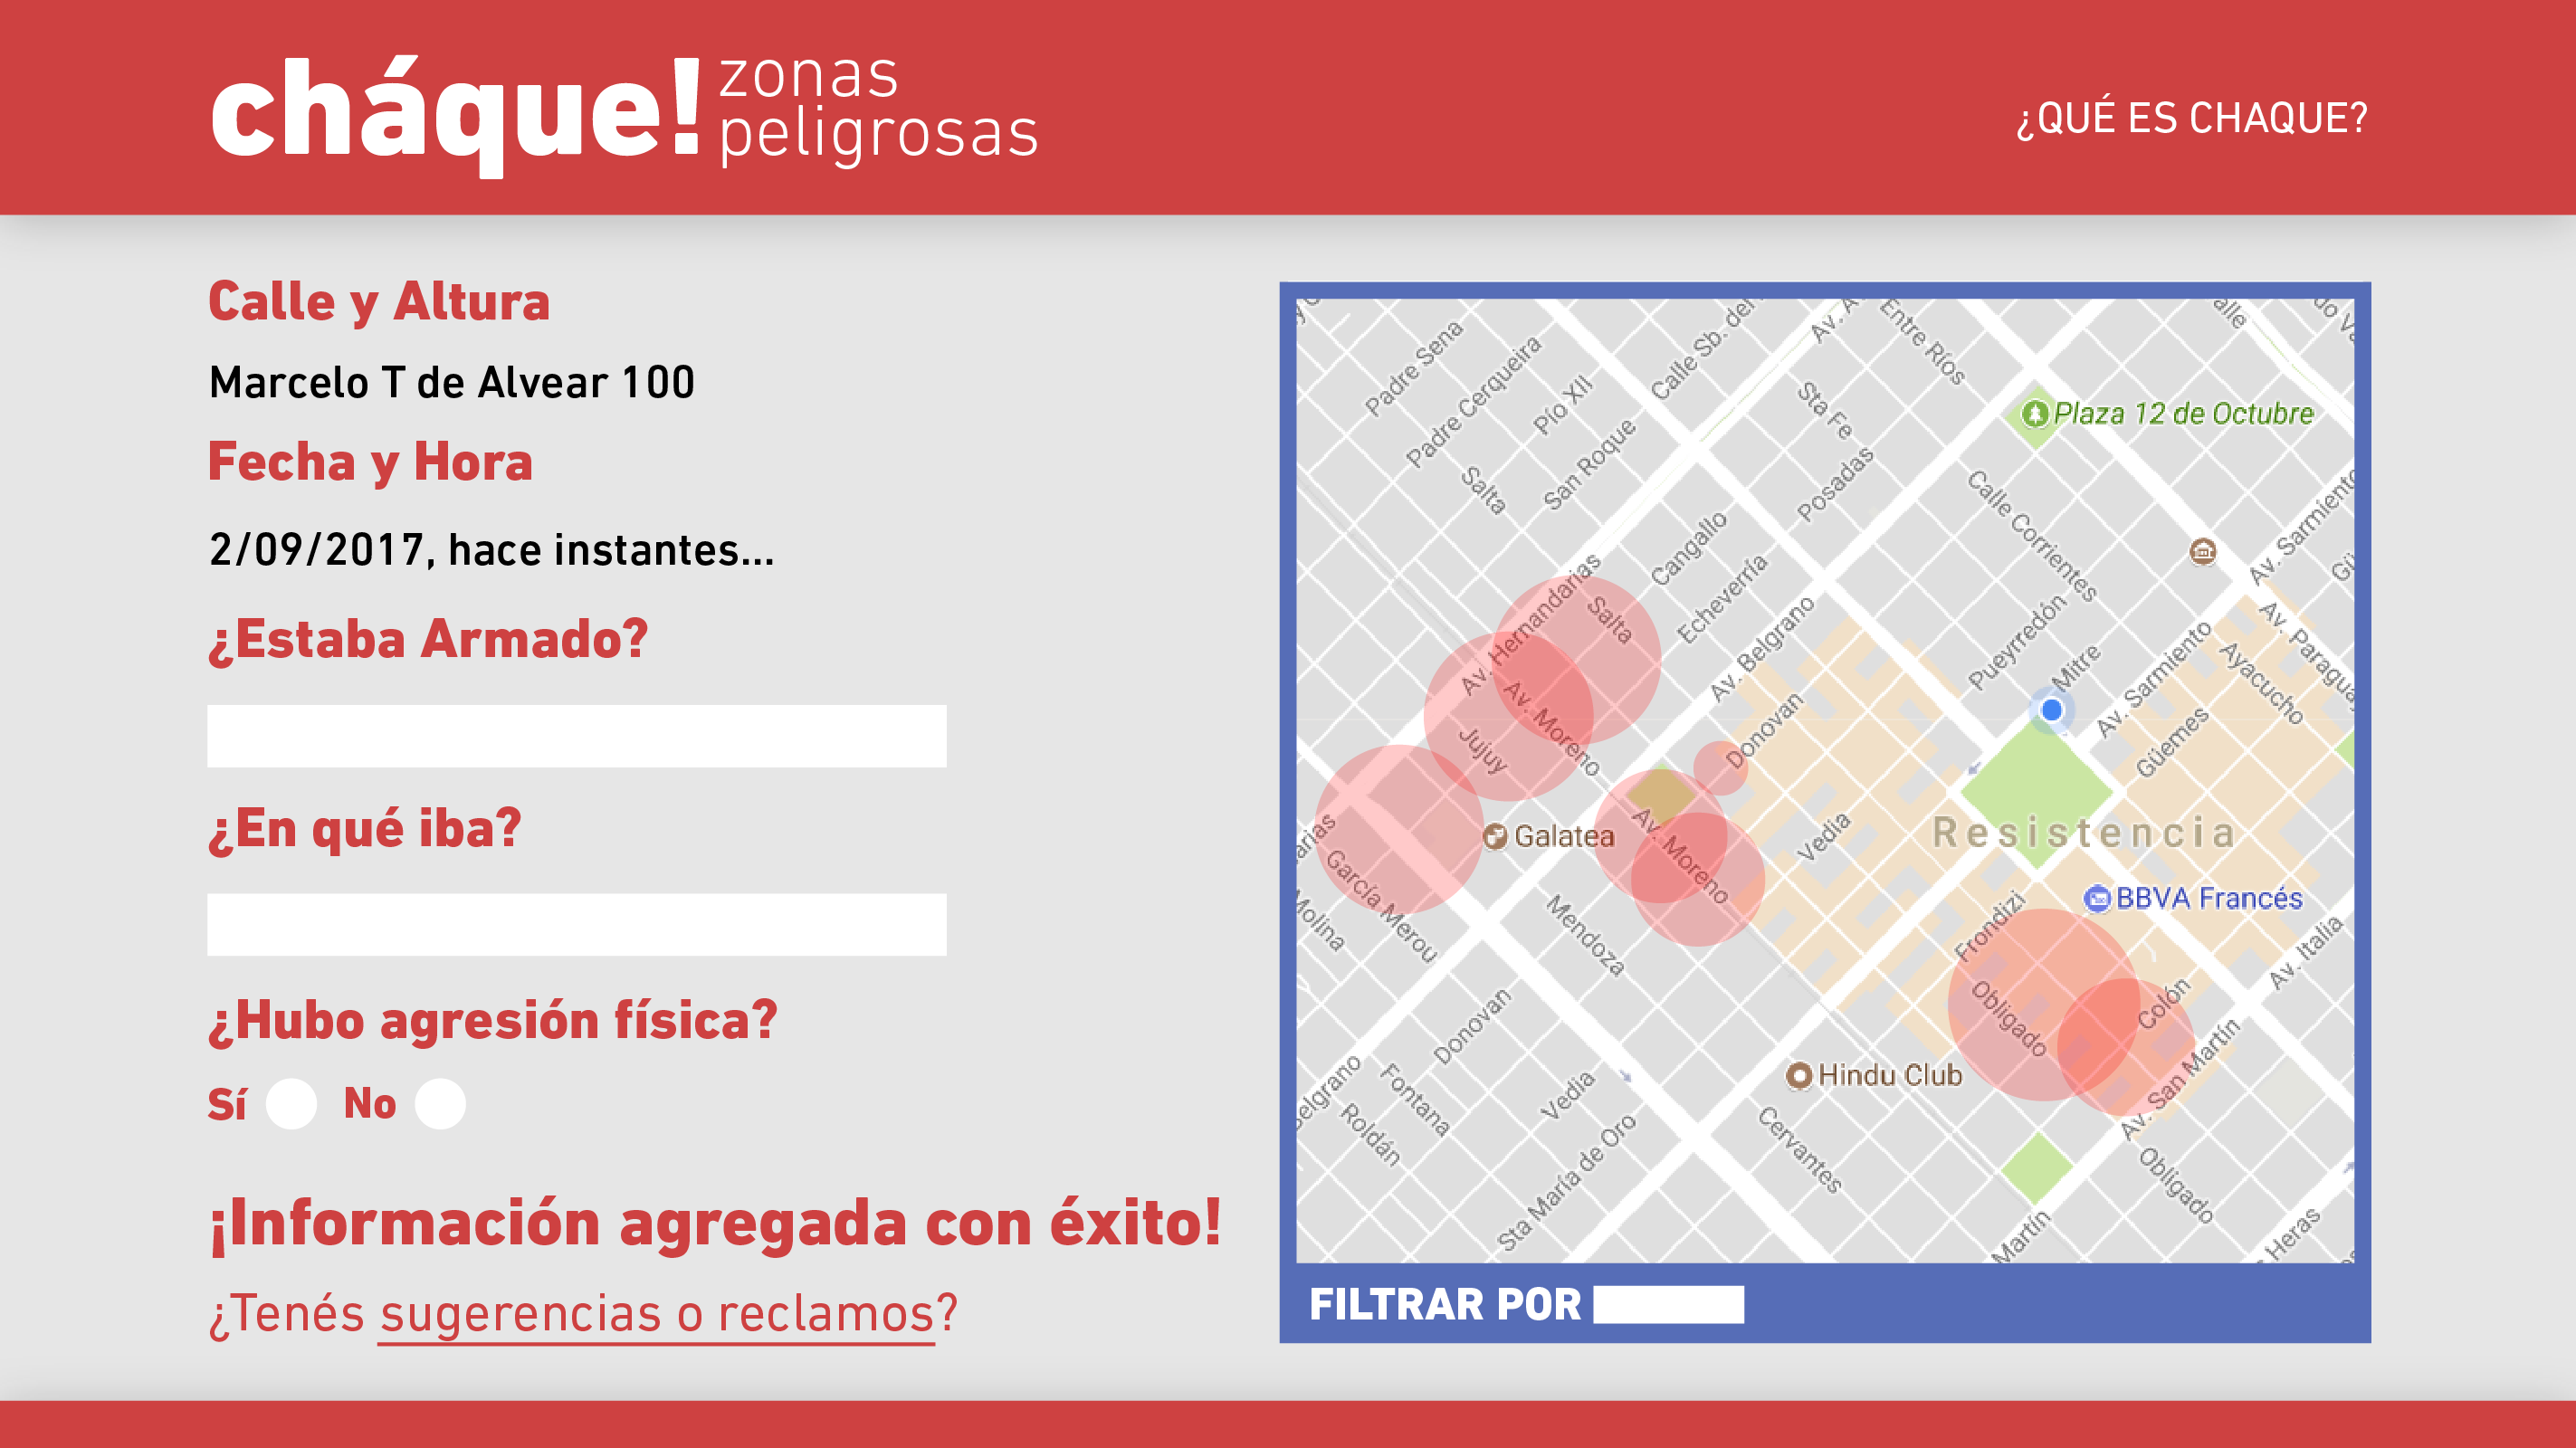 cháque! zonas
peligrosas
¿QUÉ ES CHAQUE?
Calle y Altura
Marcelo T de Alvear 100
Fecha y Hora
2/09/2017, hace instantes...
¿Estaba Armado?
¿En qué iba?
¿Hubo agresión física?
Sí No
¡Información agregada con éxito!
¿Tenés sugerencias o reclamos?
Padre Sena
Padre Cerqueira
Pío XII
Calle Sb. del
Av. A
Entre Ríos
alle
do Va
Salta
San Roque
Sta Fe
Posadas
Plaza 12 de Octubre
Calle Corrientes
Av. Sarmiento
Gü
Cangallo
Echeverría
Av. Hernandarias
Salta
Av. Belgrano
Pueyrredón
Mitre
Av. Sarmiento
Ayacucho
Av. Paragua
Av. Moreno
Jujuy
Donovan
Güemes
arias
Galatea
Av. Moreno
Vedia
Resistencia
García Merou
Molina
Mendoza
Frondizi
BBVA Francés
Av. Italia
Donovan
Obligado
Colón
Av. San Martín
Hindu Club
Belgrano
Fontana
Roldán
Vedia
Sta María de Oro
Cervantes
Obligado
Martín
Heras
FILTRAR POR